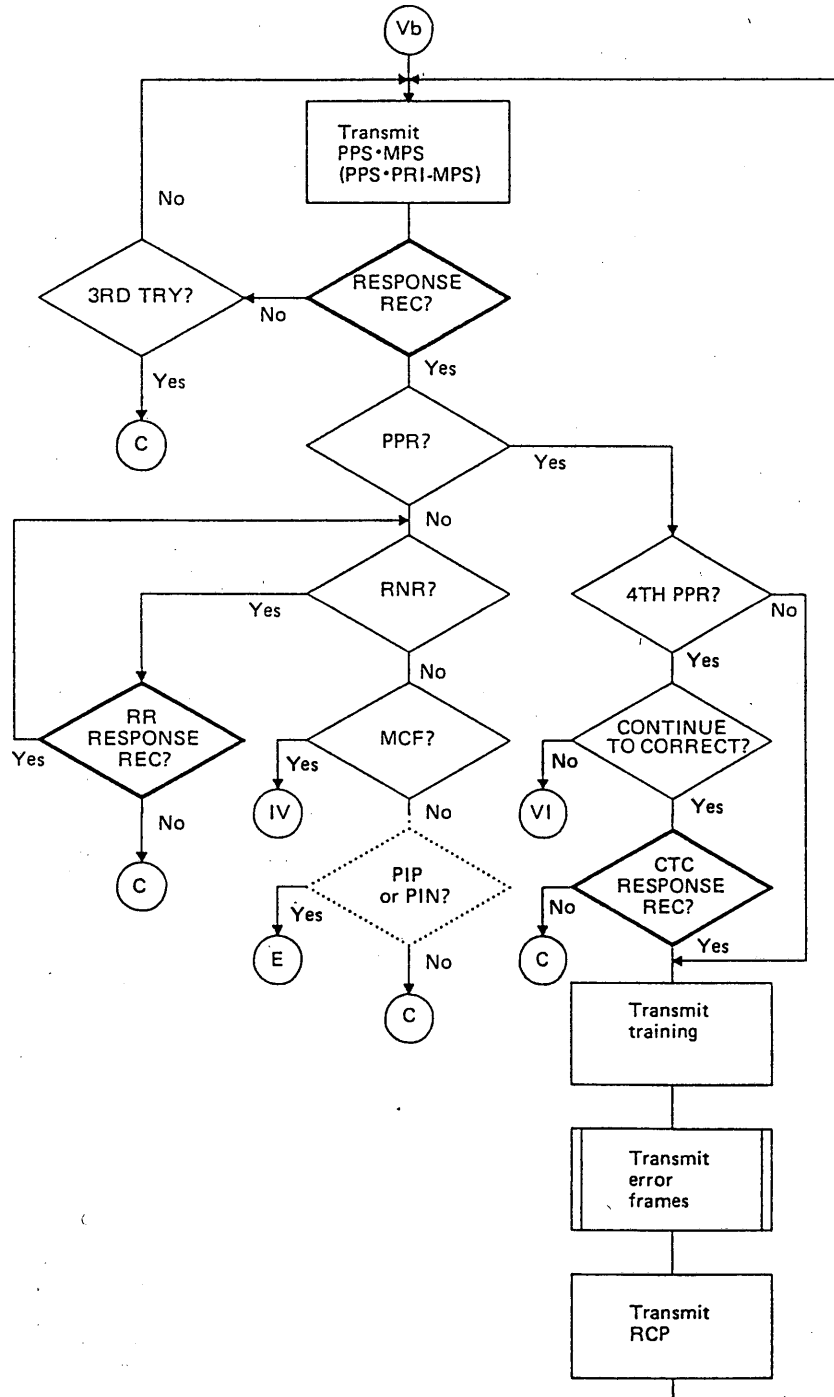 Vb
Transmit
PPS•MPS
(PPS•PRI-MPS)
No
3RD TRY?
No
RESPONSE
REC?
Yes
Yes
C
PPR?
Yes
No
RNR?
Yes
4TH PPR?
No
No
Yes
RR
RESPONSE
REC?
Yes
MCF?
Yes
CONTINUE
TO CORRECT?
No
No
IV
No
VI
Yes
C
PIP
or PIN?
Yes
CTC
RESPONSE
REC?
No
E
No
C
Yes
C
Transmit
training
Transmit
error
frames
Transmit
RCP